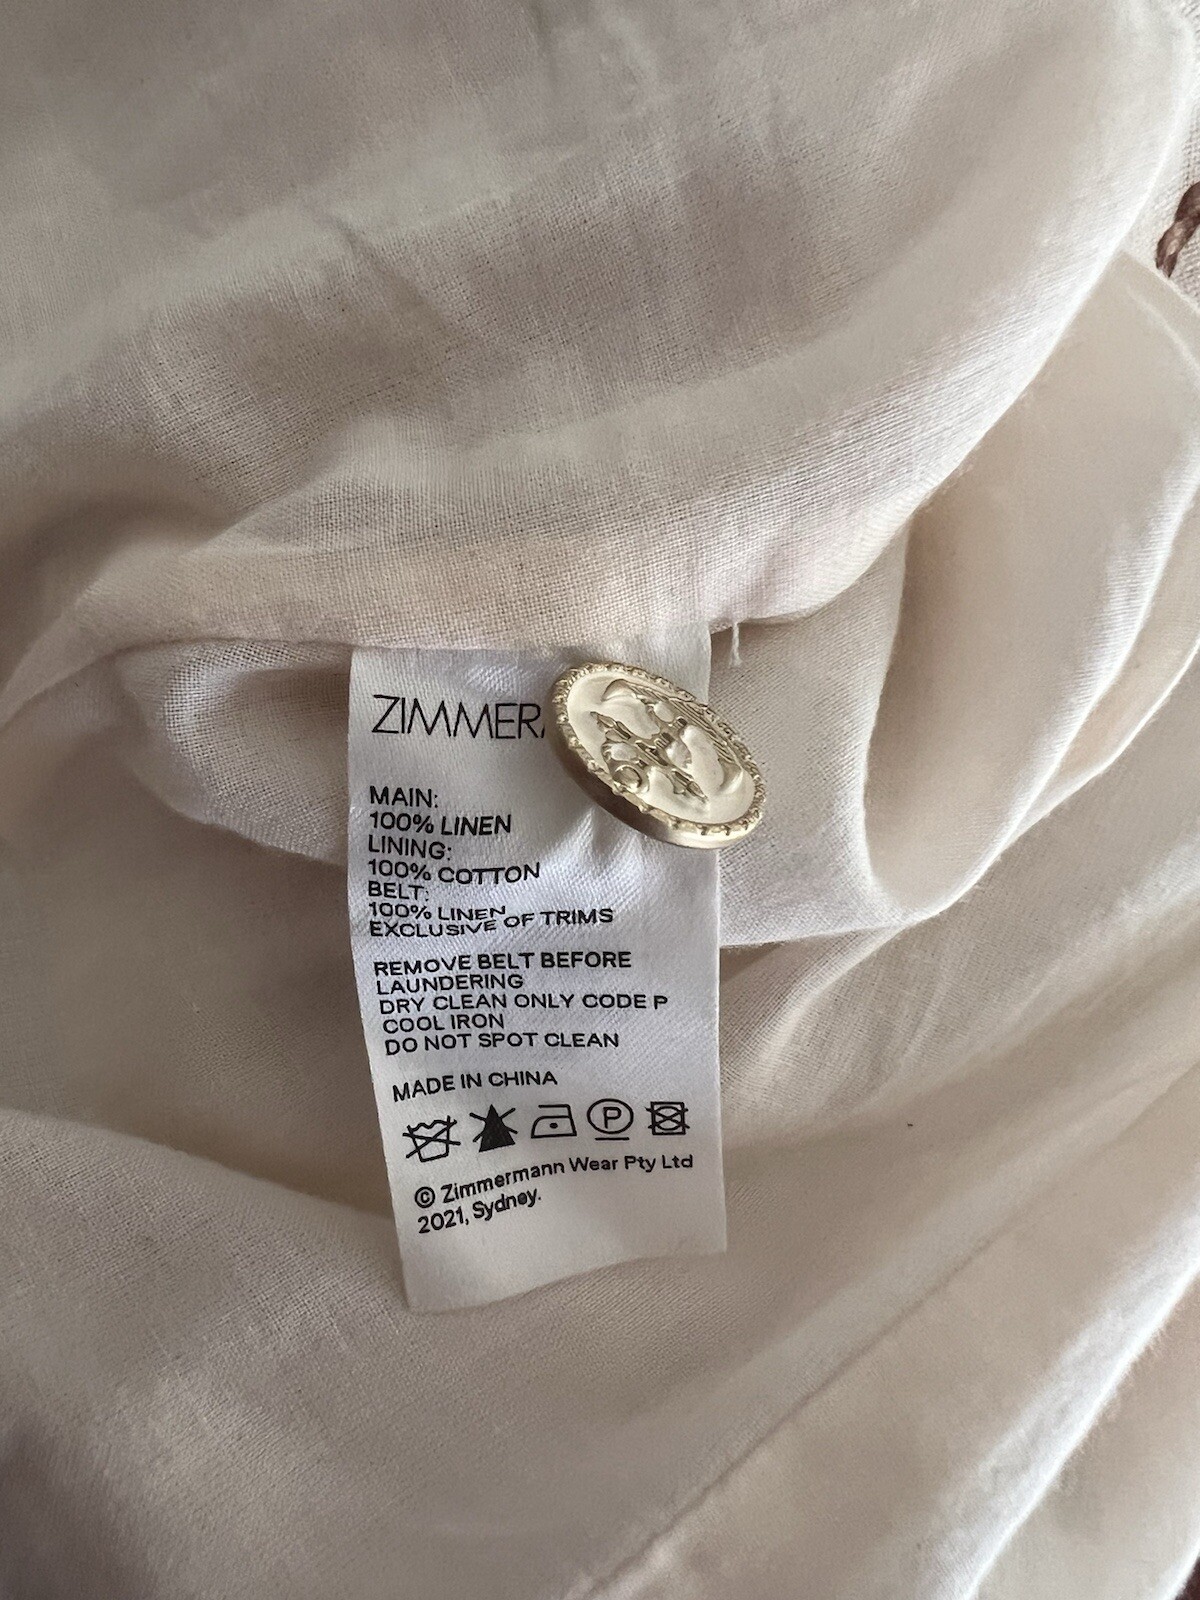 ZIMMER
MAIN:
100% LINEN
LINING:
100% COTTON
BELT:
100% LINEN
EXCLUSIVE OF TRIMS
REMOVE BELT BEFORE
LAUNDERING
DRY CLEAN ONLY CODE P
COOL IRON
DO NOT SPOT CLEAN
MADE IN CHINA
P
© Zimmermann Wear Pty Ltd
2021, Sydney.